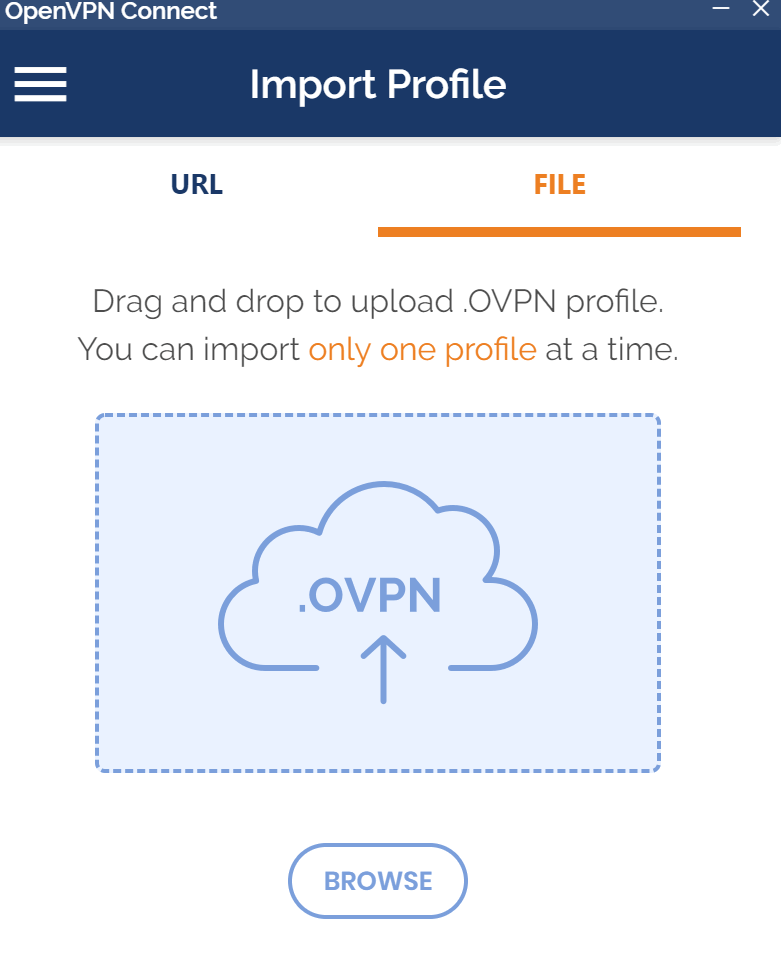 OpenVPN Connect
Import Profile
URL
FILE
Drag and drop to upload .OVPN profile.
You can import only one profile at a time.
.OVPN
BROWSE